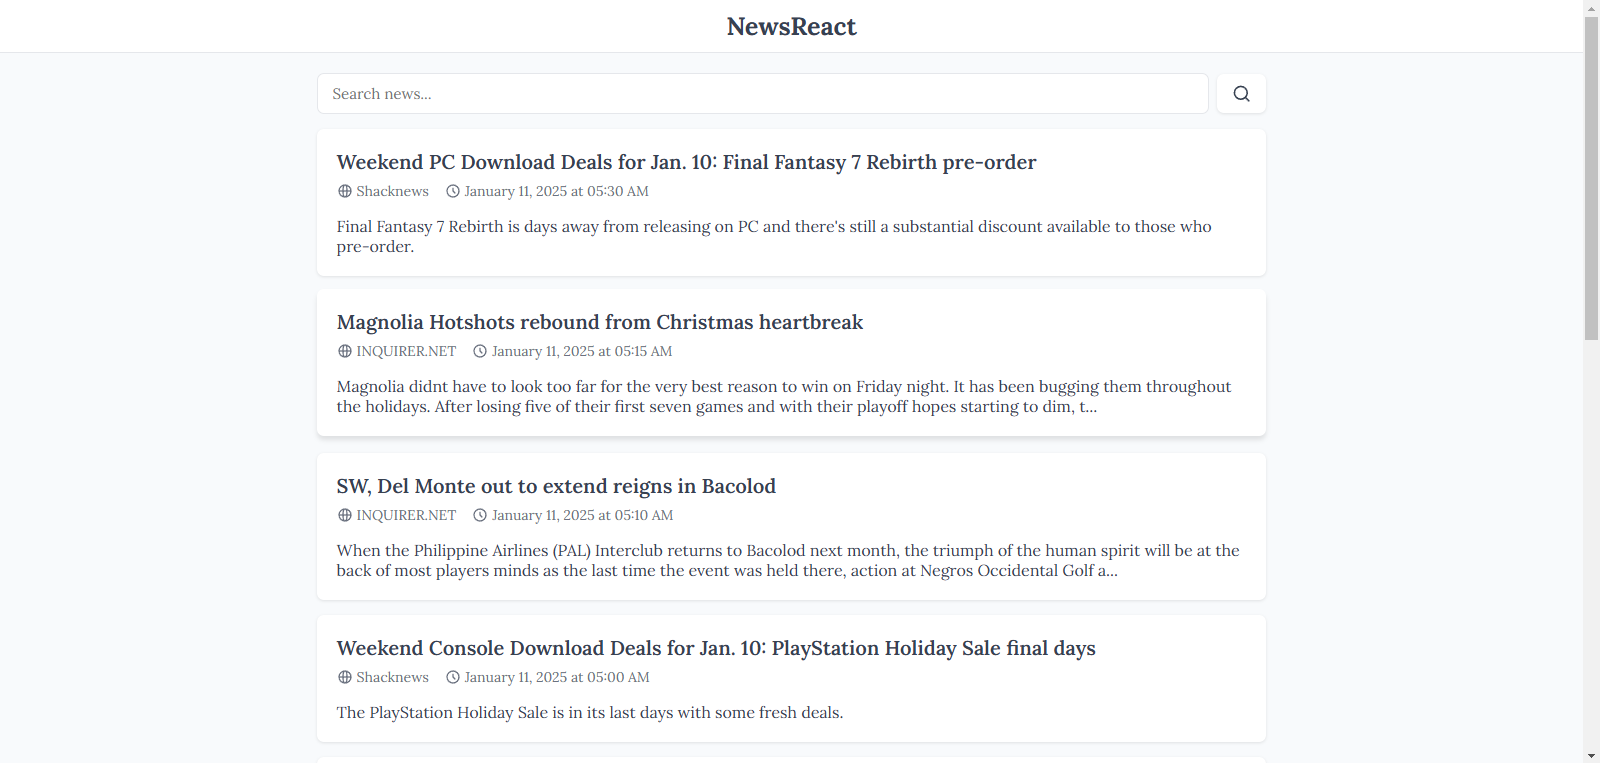 NewsReact
Search news...
Weekend PC Download Deals for Jan. 10: Final Fantasy 7 Rebirth pre-order
Shacknews January 11, 2025 at 05:30 AM
Final Fantasy 7 Rebirth is days away from releasing on PC and there's still a substantial discount available to those who
pre-order.
Magnolia Hotshots rebound from Christmas heartbreak
INQUIRER.NET January 11, 2025 at 05:15 AM
Magnolia didnt have to look too far for the very best reason to win on Friday night. It has been bugging them throughout
the holidays. After losing five of their first seven games and with their playoff hopes starting to dim, t...
SW, Del Monte out to extend reigns in Bacolod
INQUIRER.NET January 11, 2025 at 05:10 AM
When the Philippine Airlines (PAL) Interclub returns to Bacolod next month, the triumph of the human spirit will be at the
back of most players minds as the last time the event was held there, action at Negros Occidental Golf a...
Weekend Console Download Deals for Jan. 10: PlayStation Holiday Sale final days
Shacknews January 11, 2025 at 05:00 AM
The PlayStation Holiday Sale is in its last days with some fresh deals.